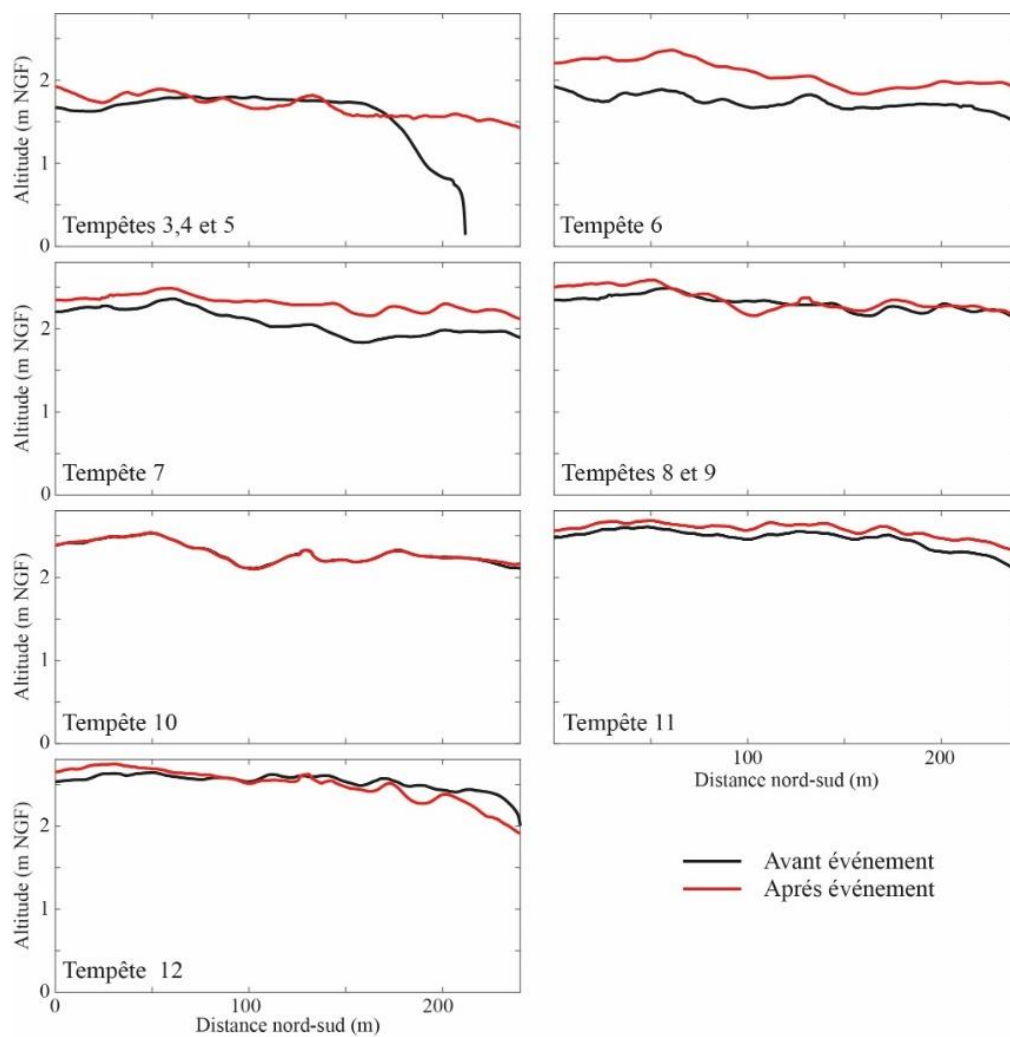 Altitude (m NGF)
2
1
0
Tempêtes 3,4 et 5
Tempête 6
Altitude (m NGF)
2
1
0
Tempête 7
Tempêtes 8 et 9
Altitude (m NGF)
2
1
0
Tempête 10
Tempête 11
100
200
Distance nord-sud (m)
Altitude (m NGF)
2
1
0
Tempête 12
0
100
200
Distance nord-sud (m)
Avant événement
Aprés événement